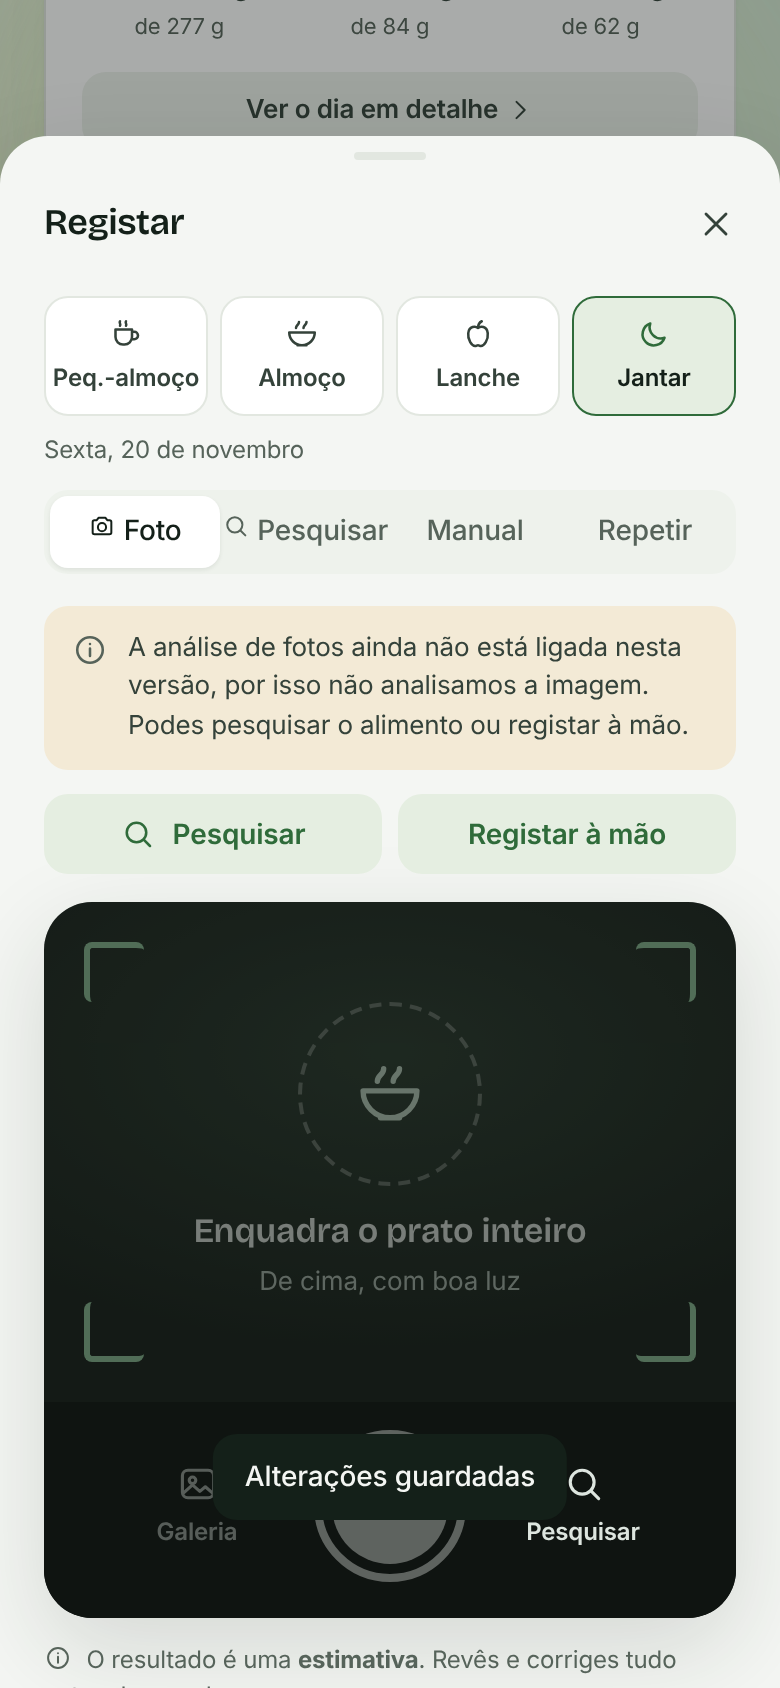 de 277 g
de 84 g
de 62 g
Ver o dia em detalhe
Registar
Peq.-almoço
Almoço
Lanche
Jantar
Sexta, 20 de novembro
Foto
Pesquisar
Manual
Repetir
A análise de fotos ainda não está ligada nesta
versão, por isso não analisamos a imagem.
Podes pesquisar o alimento ou registar à mão.
Pesquisar
Registar à mão
Enquadra o prato inteiro
De cima, com boa luz
Alterações guardadas
Galeria
Pesquisar
O resultado é uma estimativa. Revês e corriges tudo